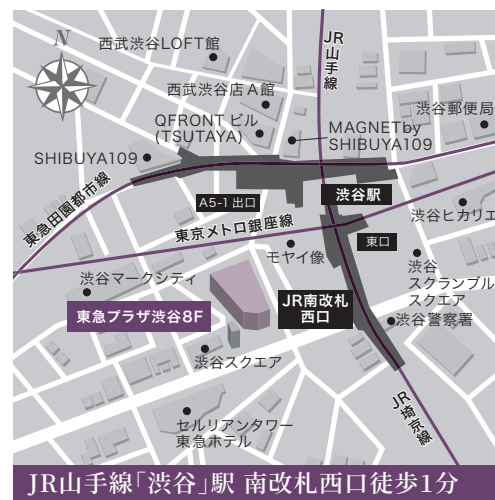 N
西武渋谷LOFT館
JR山手線
西武渋谷店A館
渋谷郵便局
QFRONT ビル
(TSUTAYA)
MAGNETby
SHIBUYA109
SHIBUYA109
渋谷駅
A5-1 出口
東急田園都市線
東京メトロ銀座線
渋谷ヒカリエ
東口
モヤイ像
渋谷
スクランブル
スクエア
渋谷マークシティ
東急プラザ渋谷8F
JR南改札
西口
渋谷警察署
渋谷スクエア
JR埼京線
セルリアンタワー
東急ホテル
JR山手線「渋谷」駅 南改札西口徒歩1分